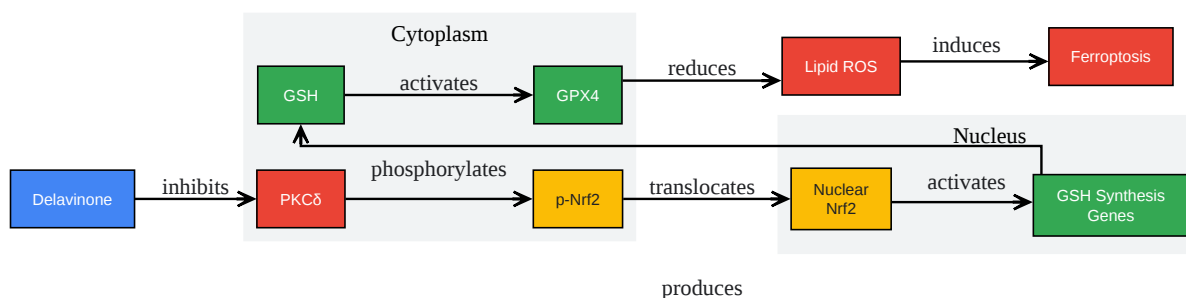 Cytoplasm
GSH
activates
GPX4
reduces
Lipid ROS
induces
Ferroptosis
Nucleus
Delavinone
inhibits
PKCδ
phosphorylates
p-Nrf2
translocates
Nuclear
Nrf2
activates
GSH Synthesis
Genes
produces